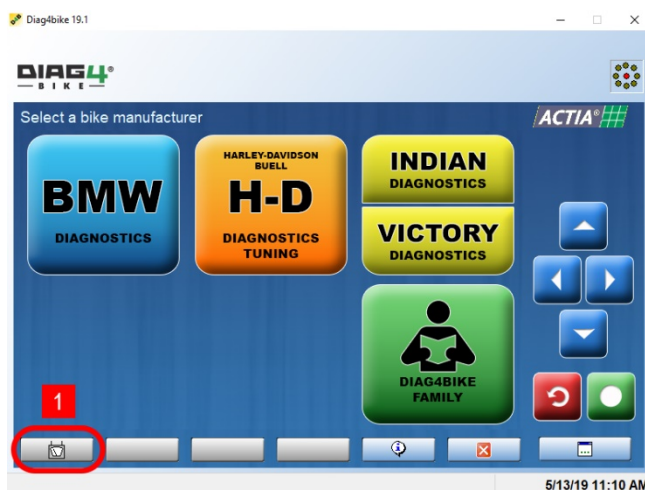 Diag4bike 19.1
DIAG4®
BIKE
Select a bike manufacturer
ACTIA®
BMW
DIAGNOSTICS
HARLEY-DAVIDSON
BUELL
H-D
DIAGNOSTICS
TUNING
INDIAN
DIAGNOSTICS
VICTORY
DIAGNOSTICS
DIAG4BIKE
FAMILY
1
5/13/19 11:10 AM